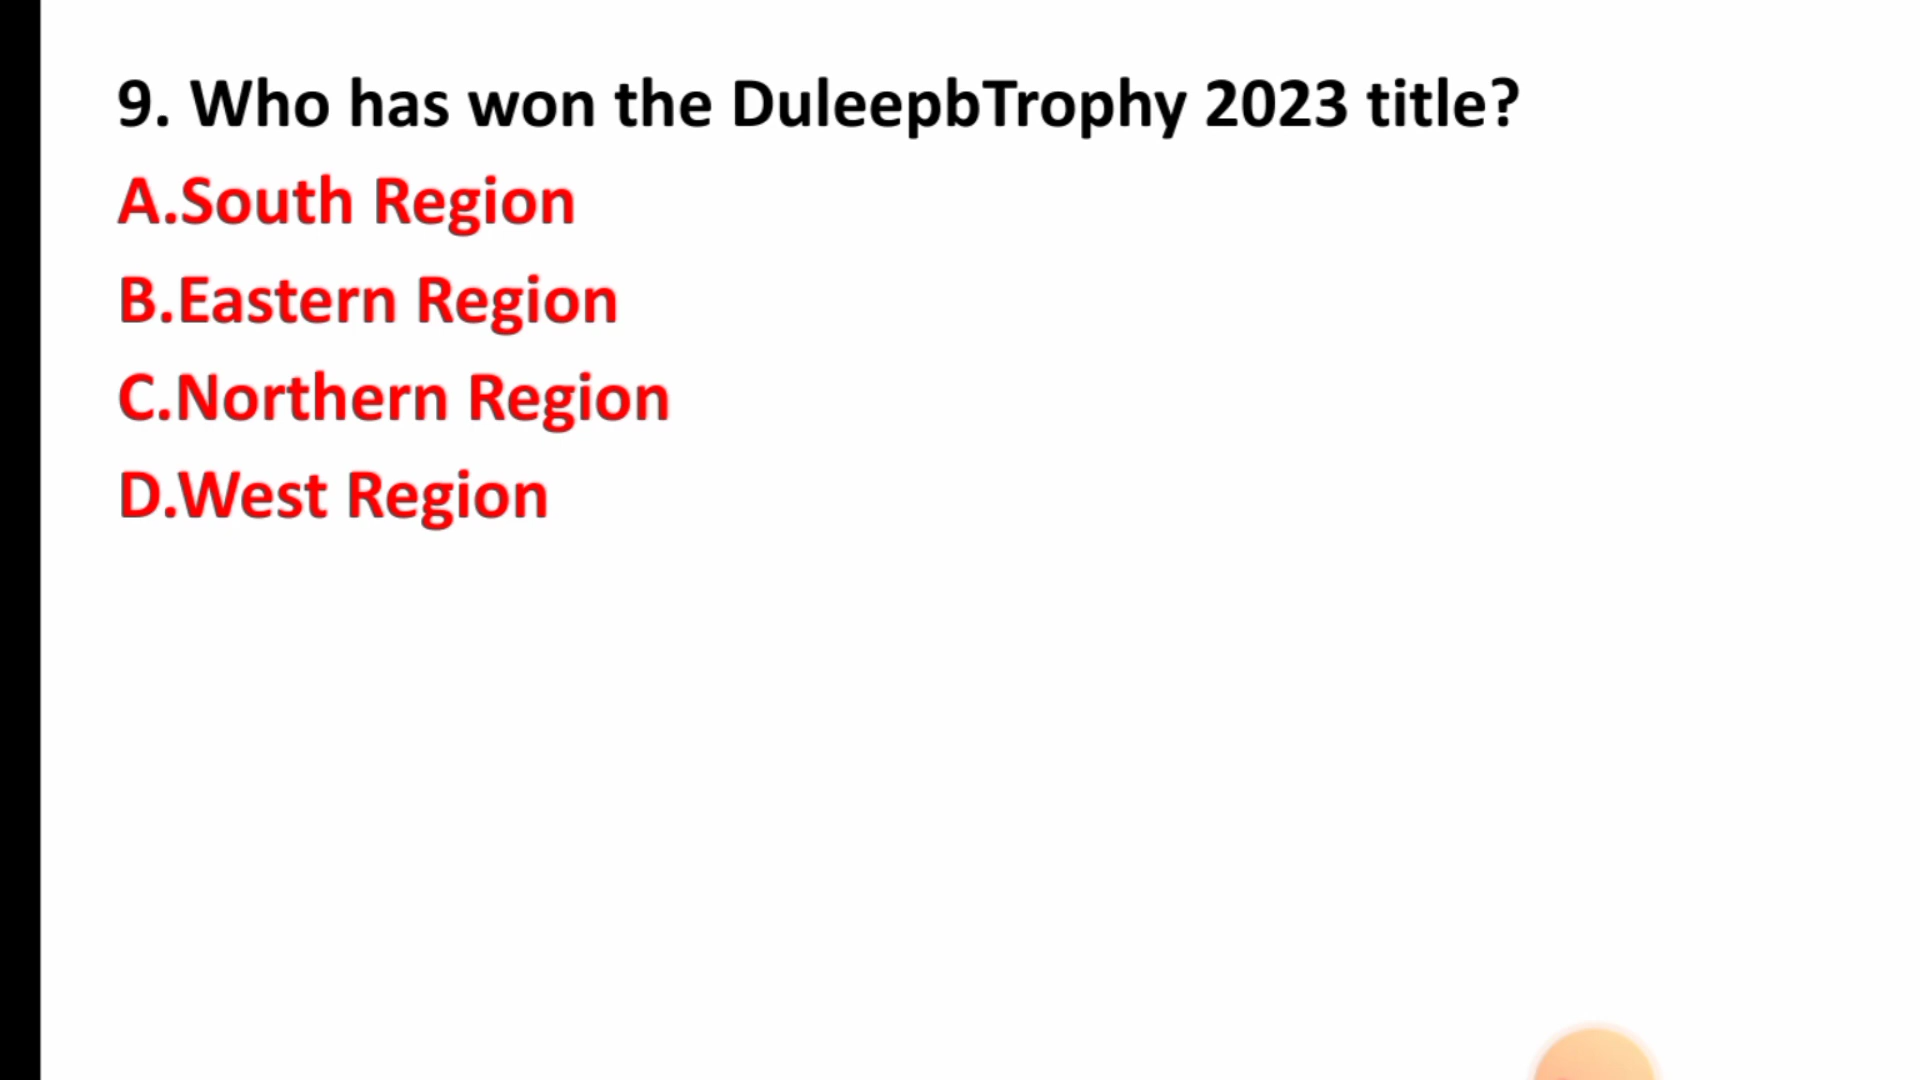 9. Who has won the DuleepbTrophy 2023 title?
A.South Region
B.Eastern Region
C.Northern Region
D.West Region